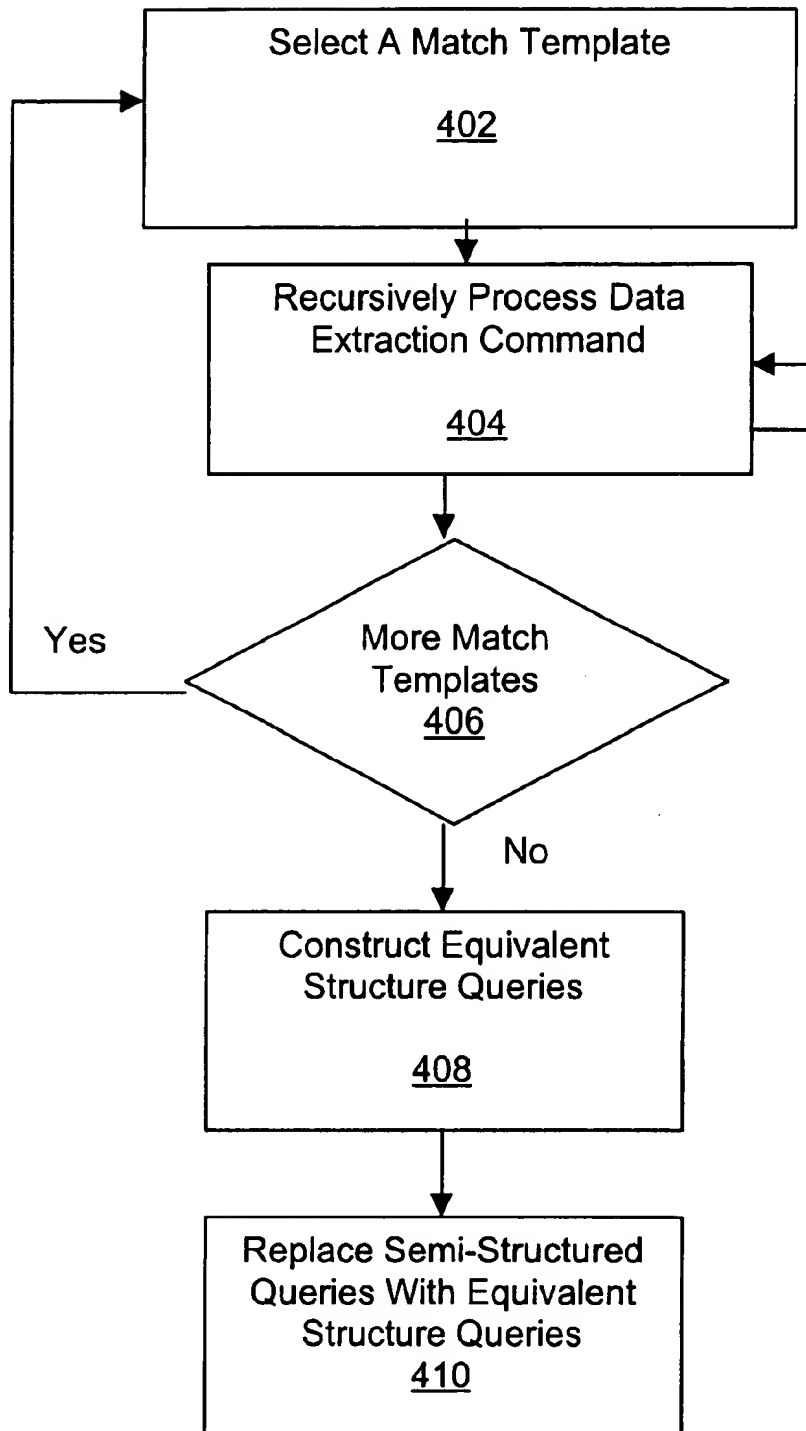 Select A Match Template
402
Recursively Process Data
Extraction Command
404
Yes
More Match
Templates
406
No
Construct Equivalent
Structure Queries
408
Replace Semi-Structured
Queries With Equivalent
Structure Queries
410